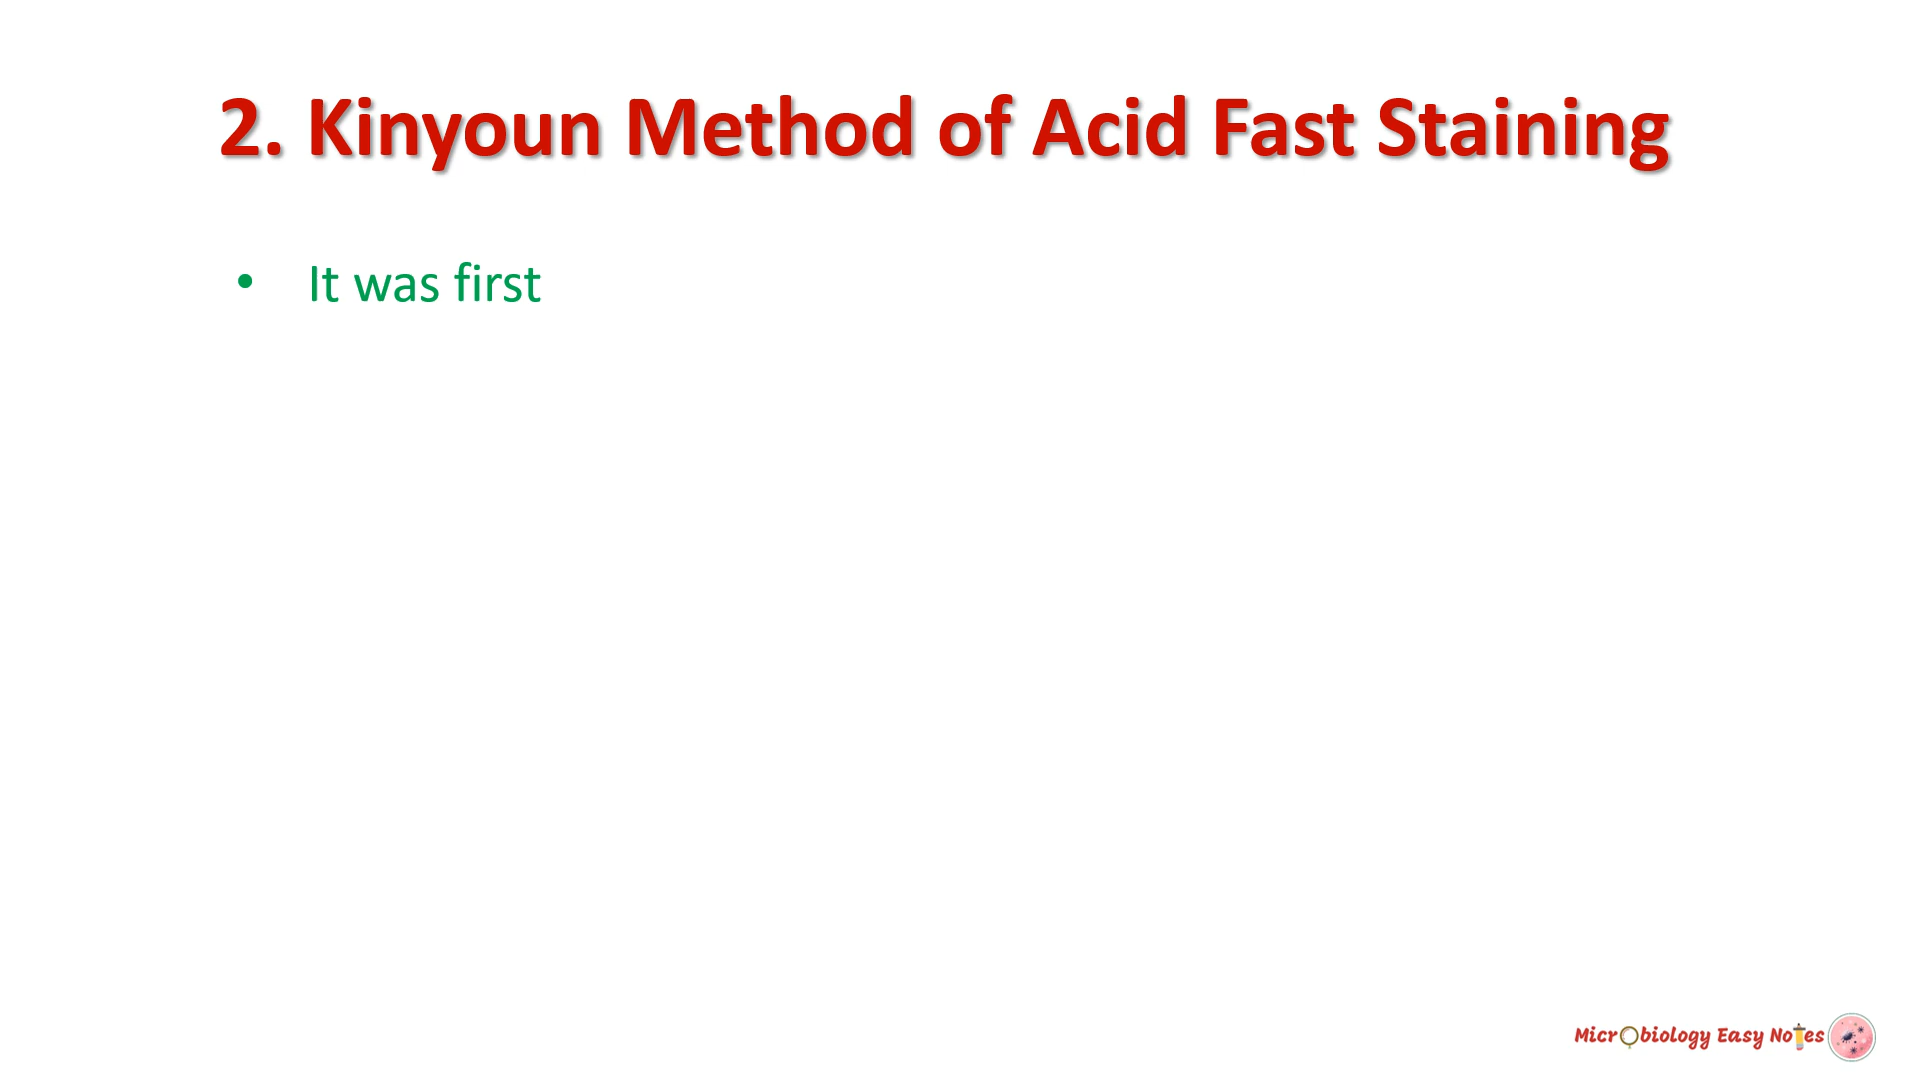 2. Kinyoun Method of Acid Fast Staining
• It was first
Microbiology Easy Notes